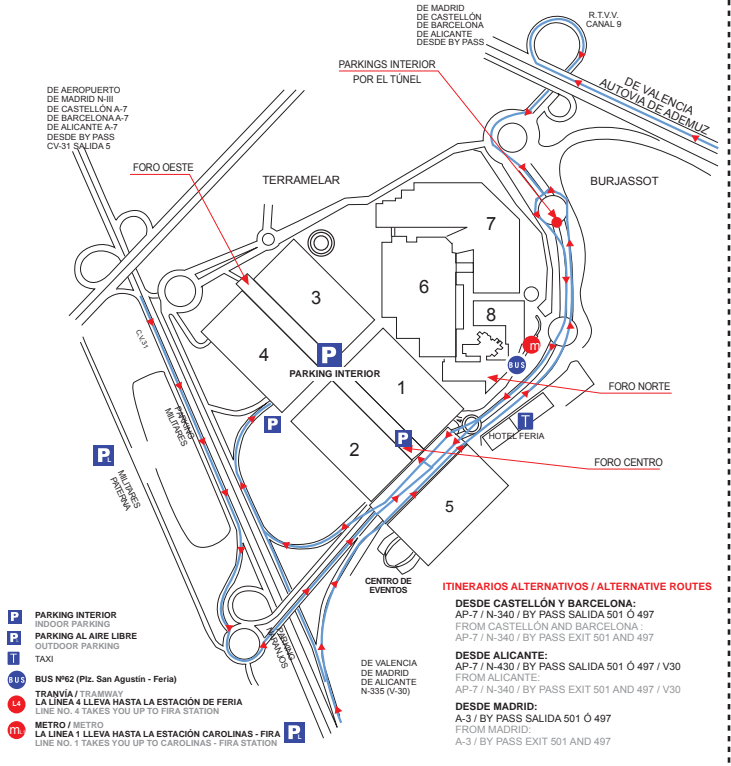 DE MADRID
DE CASTELLÓN
DE BARCELONA
DE ALICANTE
DESDE BY PASS
R.T.V.V.
CANAL 9
PARKINGS INTERIOR
POR EL TÚNEL
DE VALENCIA
AUTOVIA DE ADEMUZ
DE AEROPUERTO
DE MADRID N-III
DE CASTELLÓN A-7
DE BARCELONA A-7
DE ALICANTE A-7
DESDE BY PASS
CV-31 SALIDA 5
FORO OESTE
TERRAMELAR
BURJASSOT
7
6
3
8
C.V.31
4
P
PARKING INTERIOR
1
m
BUS
FORO NORTE
PARKING
MILITARES
P
P
T
HOTEL FERIA
2
PL
MILITARES
PATERNA
FORO CENTRO
5
CENTRO DE
EVENTOS
PARKING
NARANJOS
DE VALENCIA
DE MADRID
DE ALICANTE
N-335 (V-30)
P
PARKING INTERIOR
INDOOR PARKING
PL
PARKING AL AIRE LIBRE
OUTDOOR PARKING
T
TAXI
BUS
BUS Nº62 (Plz. San Agustín - Feria)
L4
TRANVÍA / TRAMWAY
LA LÍNEA 4 LLEVA HASTA LA ESTACIÓN DE FERIA
LINE NO. 4 TAKES YOU UP TO FIRA STATION
m
METRO / METRO
LA LÍNEA 1 LLEVA HASTA LA ESTACIÓN CAROLINAS - FIRA
LINE NO. 1 TAKES YOU UP TO CAROLINAS - FIRA STATION
PL
ITINERARIOS ALTERNATIVOS / ALTERNATIVE ROUTES
DESDE CASTELLÓN Y BARCELONA:
AP-7 / N-340 / BY PASS SALIDA 501 Ó 497
FROM CASTELLÓN AND BARCELONA :
AP-7 / N-340 / BY PASS EXIT 501 AND 497
DESDE ALICANTE:
AP-7 / N-430 / BY PASS SALIDA 501 Ó 497 / V30
FROM ALICANTE:
AP-7 / N-340 / BY PASS EXIT 501 AND 497 / V30
DESDE MADRID:
A-3 / BY PASS SALIDA 501 Ó 497
FROM MADRID:
A-3 / BY PASS EXIT 501 AND 497